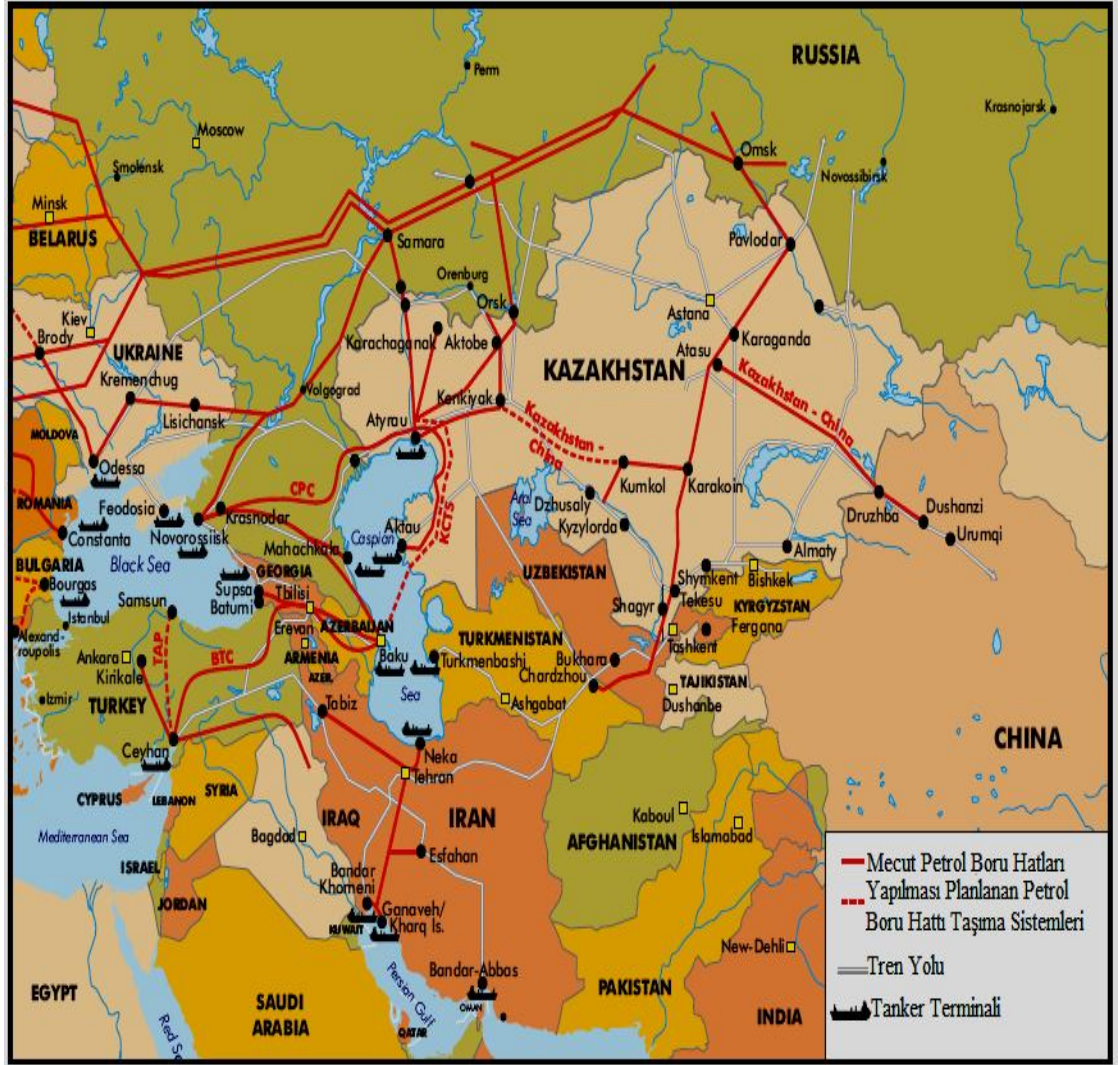 RUSSIA
Perm
Krasnojarsk
Moscow
Smolensk
Omsk
Novossibirsk
Minsk
BELARUS
Samara
Pavlodar
Orenburg
Orsk
Astana
Kiev
Brody
UKRAINE
Karachaganak
Aktobe
Karaganda
Atasu
KAZAKHSTAN
Kremenchug
Volgograd
Kenkiyak
Kazakhstan - China
Lisichansk
Atyrau
Kazakhstan -
China
MOLDOVA
Odessa
CPC
KCTS
Kumkol
Karakoin
Dzhusaly
Aral
Sea
Druzhba
Dushanzi
ROMANIA
Feodosia
Krasnodar
Kyzylorda
Urumqi
Constanta
Novorossiisk
Aktau
Caspian
Mahachkala
Almaty
BULGARIA
Black Sea
GEORGIA
UZBEKISTAN
Shymkent
Bishkek
Bourgas
Supsa
Tbilisi
Tekesu
KYRGYZSTAN
Samsun
Batumi
Shagyr
Istanbul
Erevan
AZERBAIJAN
TURKMENISTAN
Fergana
Alexand-
roupolis
TAP
BTC
ARMENIA
Baku
Turkmenbashi
Bukhara
Tashkent
Ankara
Kirikale
AZER.
Chardzhou
TAJIKISTAN
Izmir
TURKEY
Sea
Ashgabat
Dushanbe
Tabiz
CHINA
Ceyhan
Neka
Tehran
SYRIA
CYPRUS
LEBANON
IRAQ
IRAN
Kaboul
Islamabad
Mediterranean Sea
Bagdad
AFGHANISTAN
Esfahan
ISRAEL
Bandar
Khomeni
JORDAN
Ganaveh/
Kharq Is.
KUWAIT
New-Dehli
Bandar-Abbas
EGYPT
Persian Gulf
OMAN
PAKISTAN
SAUDI
ARABIA
INDIA
QATAR
Red Se
Mecut Petrol Boru Hatları
Yapılması Planlanan Petrol
Boru Hattı Taşıma Sistemleri
Tren Yolu
Tanker Terminali